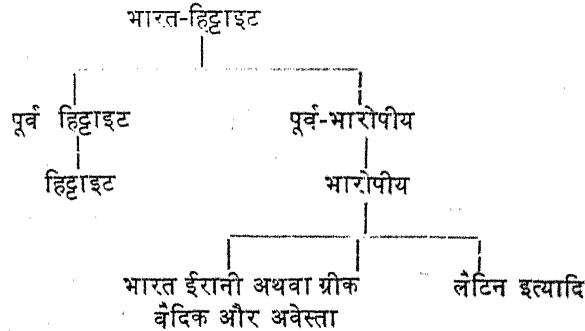 भारत-हिट्टाइट
पूर्व हिट्टाइट पूर्व-भारोपीय
हिट्टाइट भारोपीय
भारत ईरानी अथवा ग्रीक लैटिन इत्यादि
वैदिक और अवेस्ता